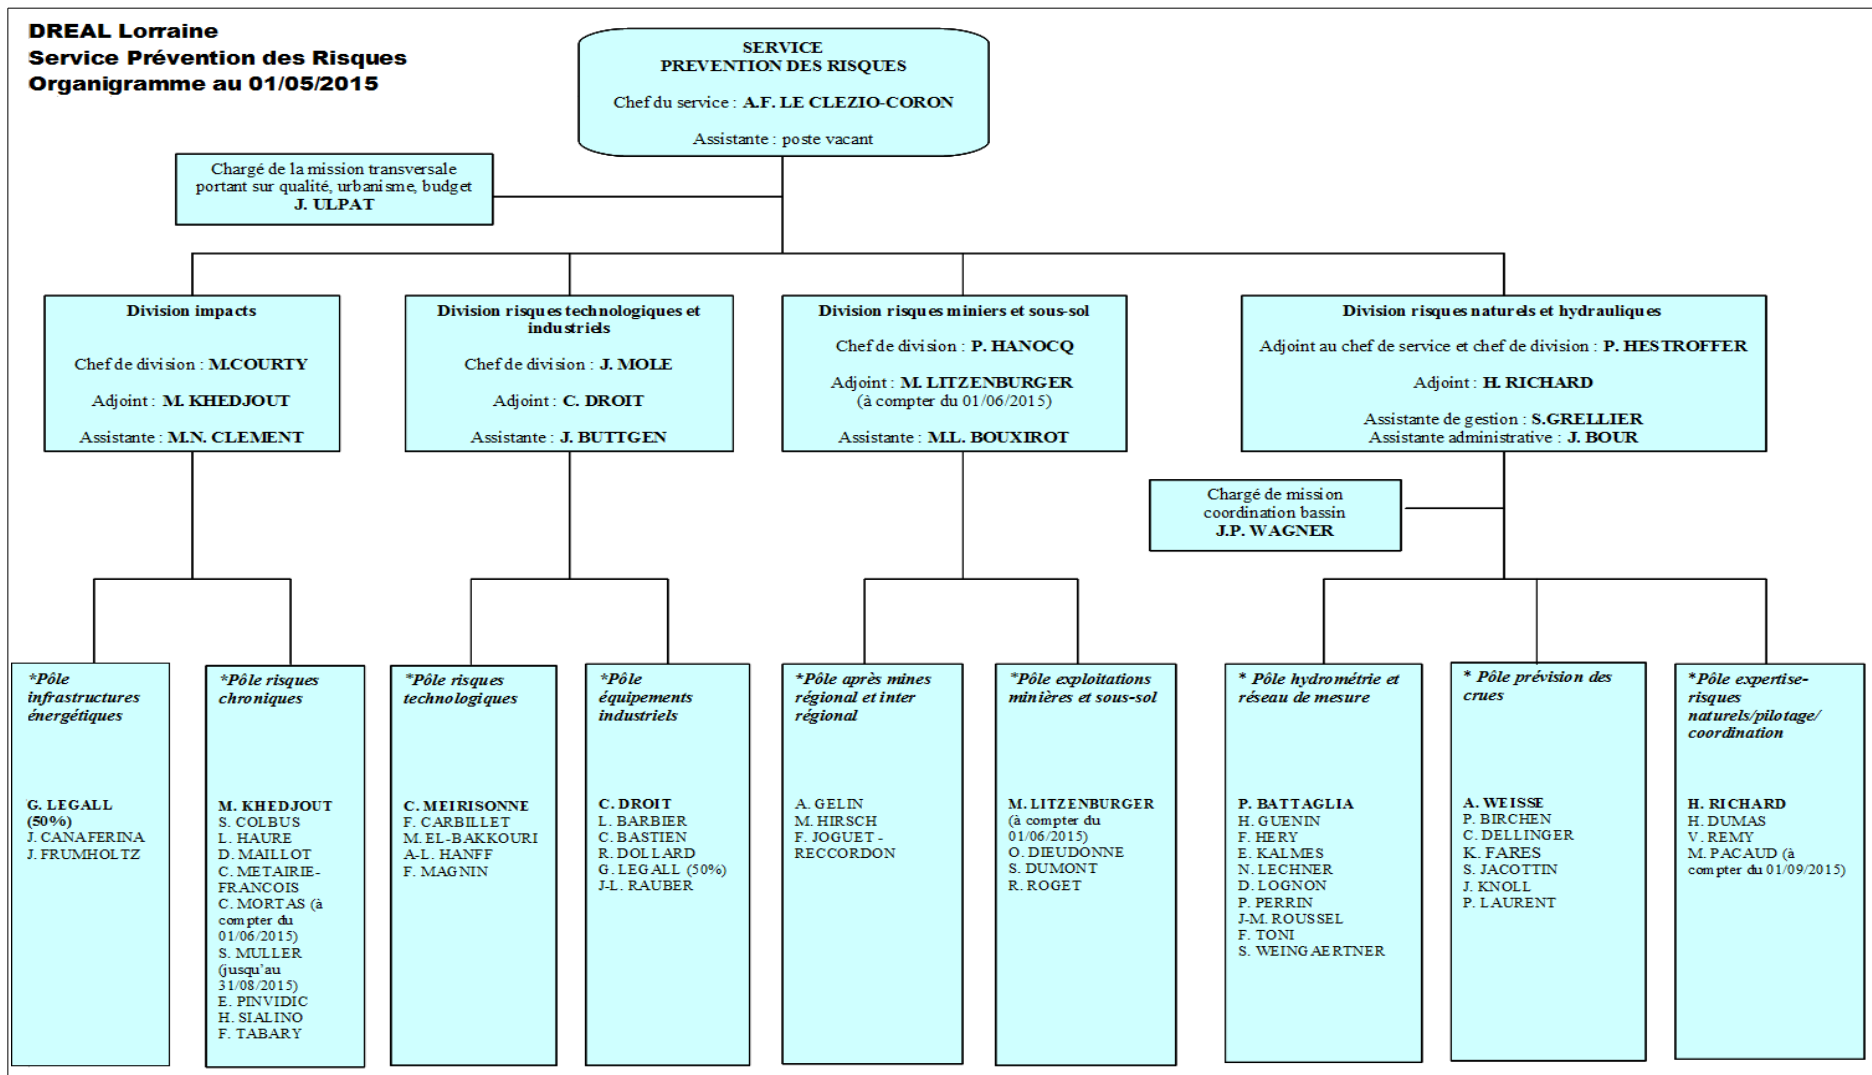 DREAL Lorraine
Service Prévention des Risques
Organigramme au 01/05/2015
SERVICE
PREVENTION DES RISQUES
Chef du service : A.F. LE CLEZIO-CORON
Assistante : poste vacant
Chargé de la mission transversale
portant sur qualité, urbanisme, budget
J. ULPAT
Division impacts
Chef de division : M.COURTY
Adjoint : M. KHEDJOUT
Assistante : M.N. CLEMENT
Division risques technologiques et
industriels
Chef de division : J. MOLE
Adjoint : C. DROIT
Assistante : J. BUTTGEN
Division risques miniers et sous-sol
Chef de division : P. HANOCQ
Adjoint : M. LITZENBURGER
(à compter du 01/06/2015)
Assistante : M.L. BOUXIROT
Division risques naturels et hydrauliques
Adjoint au chef de service et chef de division : P. HESTROFFER
Adjoint : H. RICHARD
Assistante de gestion : S.GRELLIER
Assistante administrative : J. BOUR
Chargé de mission
coordination bassin
J.P. WAGNER
*Pôle
infrastructures
énergétiques
G. LEGALL
(50%)
J. CANAFERINA
J. FRUMHOLTZ
*Pôle risques
chroniques
M. KHEDJOUT
S. COLBUS
L. HAURE
D. MAILLOT
C. METAIRIE-
FRANCOIS
C. MORTAS (à
compter du
01/06/2015)
S. MULLER
(jusqu'au
31/08/2015)
E. PINVIDIC
H. SIALINO
F. TABARY
*Pôle risques
technologiques
C. MEIRISONNE
F. CARBILLET
M. EL-BAKKOURI
A-L. HANFF
F. MAGNIN
*Pôle
équipements
industriels
C. DROIT
L. BARBIER
C. BASTIEN
R. DOLLARD
G. LEGALL (50%)
J-L. RAUBER
*Pôle après mines
régional et inter
régional
A. GELIN
M. HIRSCH
F. JOGUET -
RECCORDON
*Pôle exploitations
minières et sous-sol
M. LITZENBURGER
(à compter du
01/06/2015)
O. DIEUDONNE
S. DUMONT
R. ROGET
* Pôle hydrométrie et
réseau de mesure
P. BATTAGLIA
H. GUENIN
F. HERY
E. KALMES
N. LECHNER
D. LOGNON
P. PERRIN
J-M. ROUSSEL
F. TONI
S. WEINGAERTNER
* Pôle prévision des
crues
A. WEISSE
P. BIRCHEN
C. DELLINGER
K. FARES
S. JACOTTIN
J. KNOLL
P. LAURENT
*Pôle expertise-
risques
naturels/pilotage/
coordination
H. RICHARD
H. DUMAS
V. REMY
M. PACAUD (à
compter du 01/09/2015)